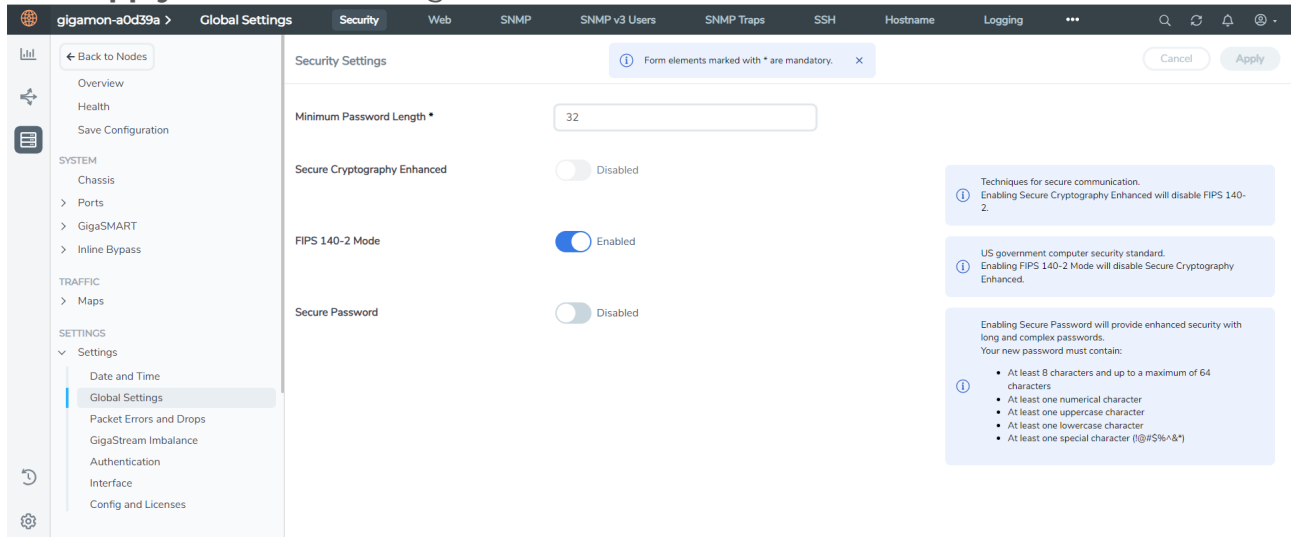 gigamon-a0d39a > Global Settings Security Web SNMP SNMP v3 Users SNMP Traps SSH Hostname Logging •••
← Back to Nodes
Overview
Health
Save Configuration
SYSTEM
Chassis
> Ports
> GigaSMART
> Inline Bypass
TRAFFIC
> Maps
SETTINGS
Settings
Date and Time
Global Settings
Packet Errors and Drops
GigaStream Imbalance
Authentication
Interface
Config and Licenses
Security Settings
Form elements marked with * are mandatory. ×
Cancel Apply
Minimum Password Length *
32
Secure Cryptography Enhanced
Disabled
Techniques for secure communication.
Enabling Secure Cryptography Enhanced will disable FIPS 140-
2.
FIPS 140-2 Mode
Enabled
US government computer security standard.
Enabling FIPS 140-2 Mode will disable Secure Cryptography
Enhanced.
Secure Password
Disabled
Enabling Secure Password will provide enhanced security with
long and complex passwords.
Your new password must contain:
• At least 8 characters and up to a maximum of 64
characters
• At least one numerical character
• At least one uppercase character
• At least one lowercase character
• At least one special character (!@#$%^&*)